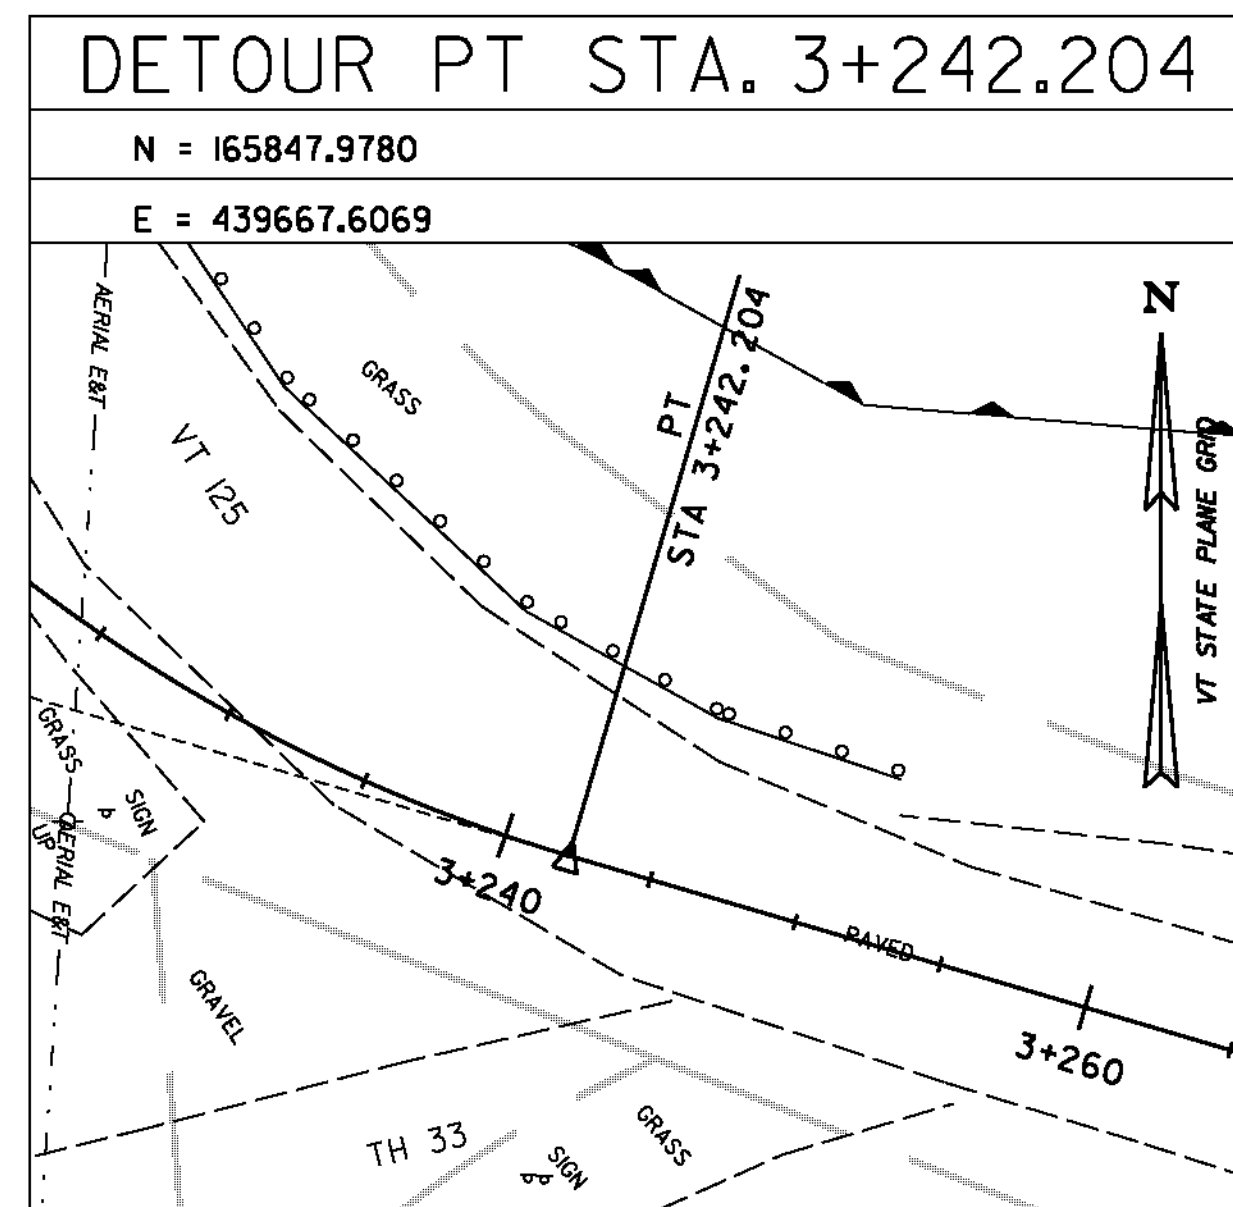 DETOUR PT STA. 3+242.204
N = 165847.9780
E = 439667.6069
N
AERIAL E&T
GRASS
VT 125
PT
STA 3+242.204
VT STATE PLANE GRID
GRASS
SIGN
UP
AERIAL E&T
3+240
PAVED
GRAVEL
3+260
TH 33
GRASS
SIGN